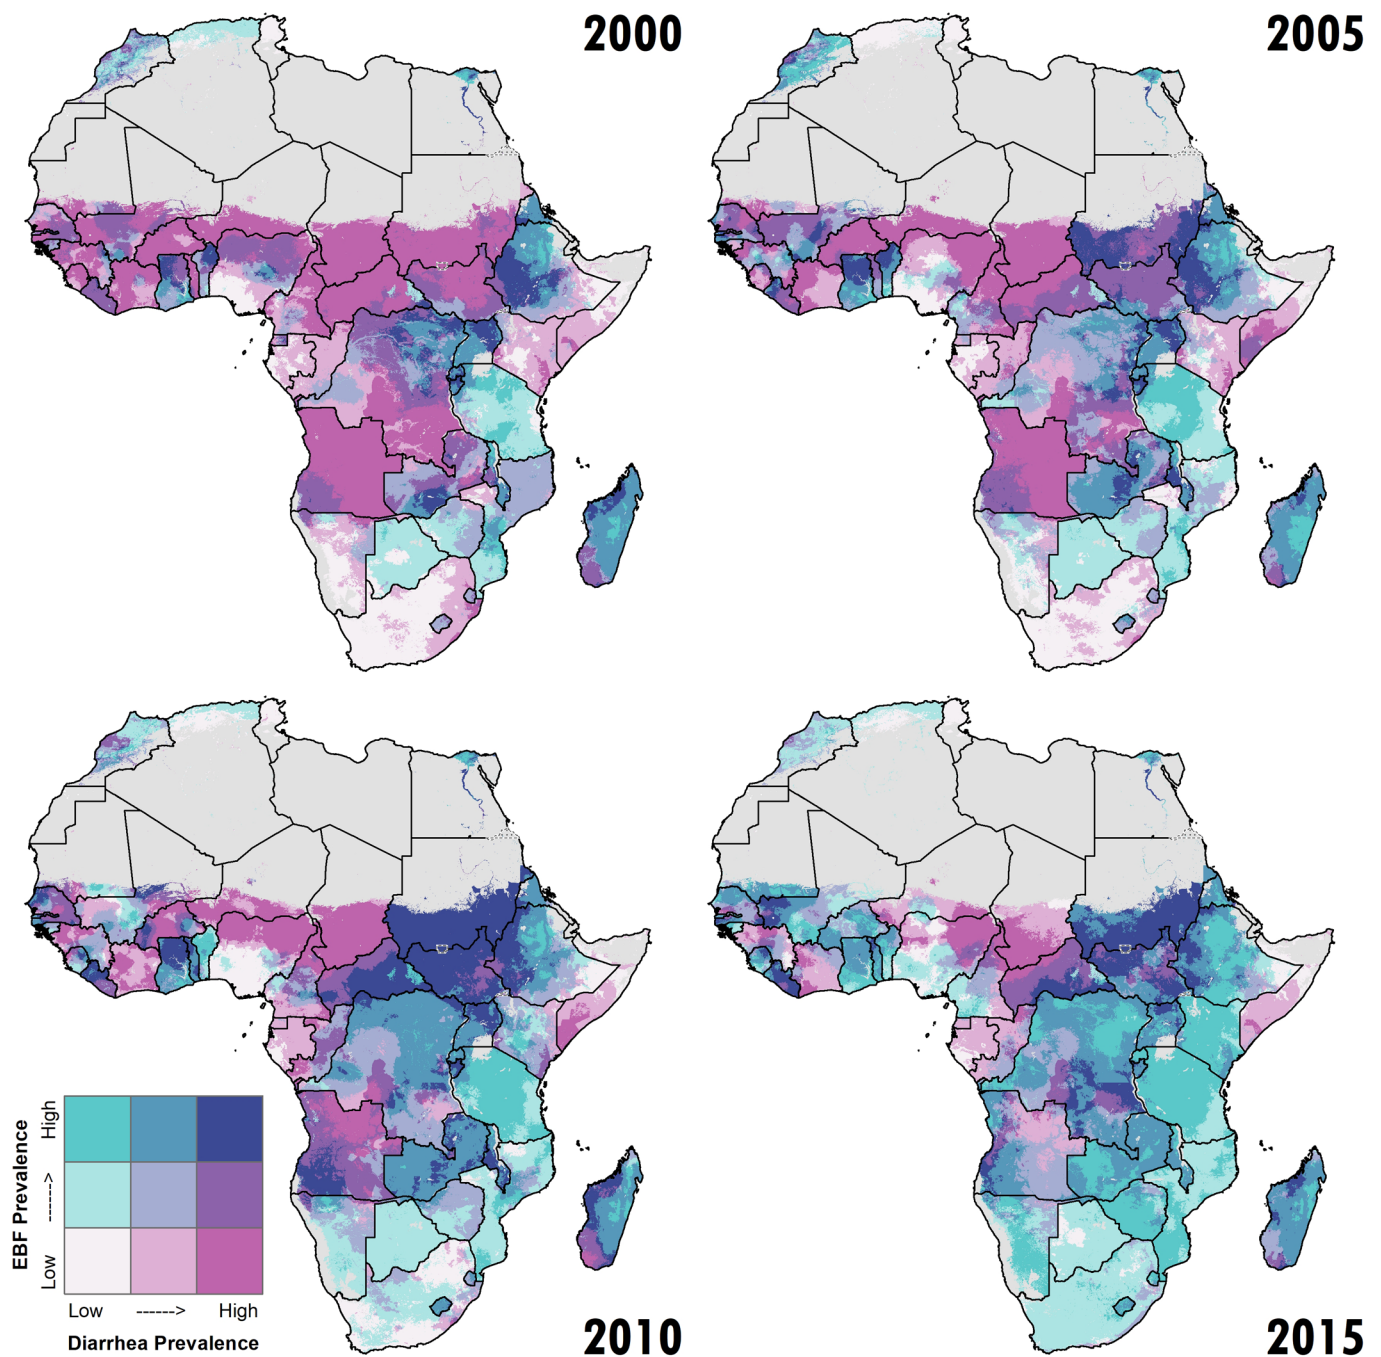 2000
2005
High
EBF Prevalence
------>
Low
Low
------>
High
Diarrhea Prevalence
2010
2015